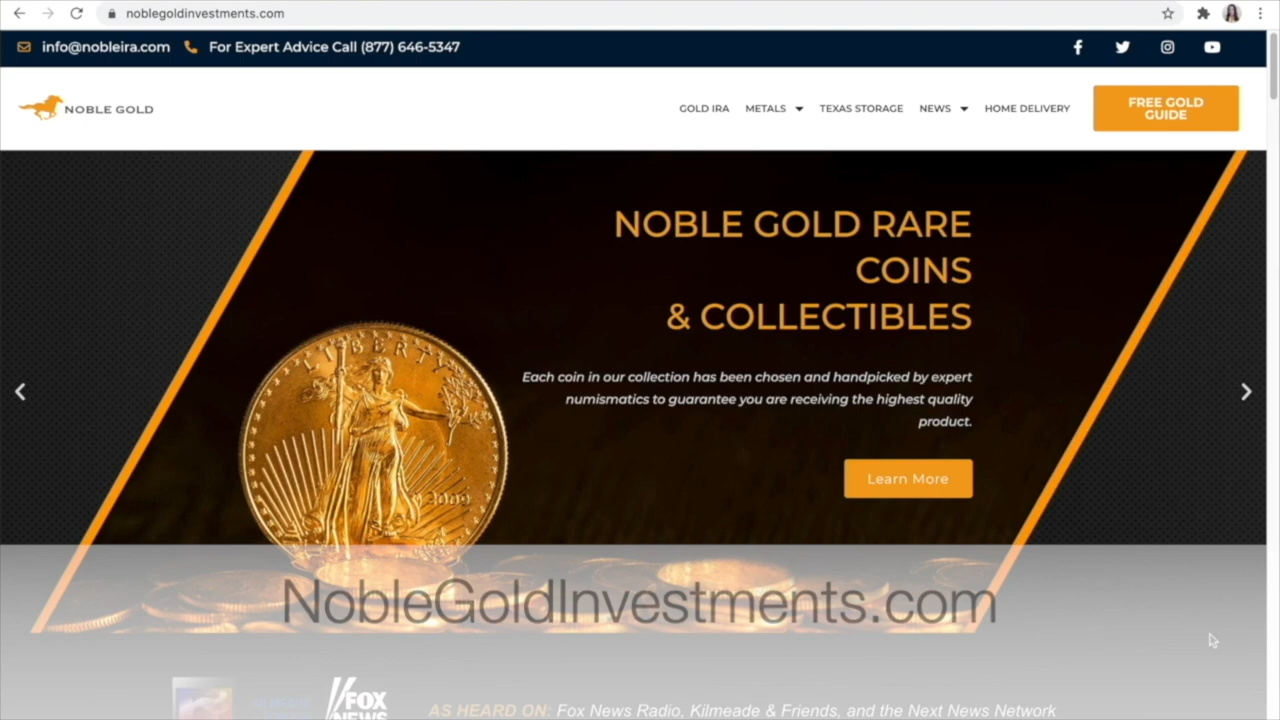 noblegoldinvestments.com
info@nobleira.com For Expert Advice Call (877) 646-5347
NOBLE GOLD
GOLD IRA METALS TEXAS STORAGE NEWS HOME DELIVERY
FREE GOLD
GUIDE
NOBLE GOLD RARE
COINS
& COLLECTIBLES
Each coin in our collection has been chosen and handpicked by expert
numismatics to guarantee you are receiving the highest quality
product.
Learn More
LIBERTY
2009
NobleGoldInvestments.com
FOX
NEWS
AS HEARD ON: Fox News Radio, Kilmeade & Friends, and the Next News Network